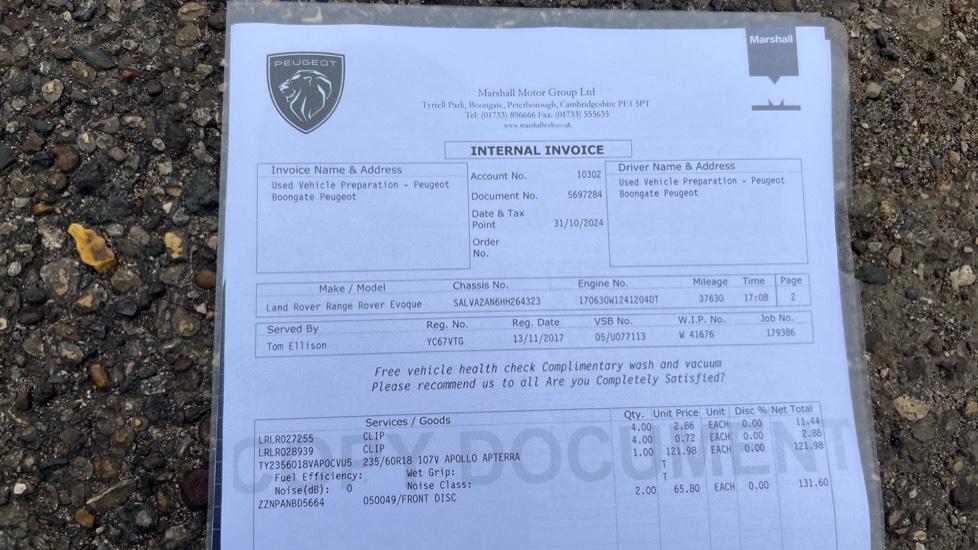 PEUGEOT
Marshall
Marshall Motor Group Ltd
Tyrrell Park, Boongate, Peterborough, Cambridgeshire PE1 5PT
Tel: (01733) 896666 Fax: (01733) 555635
www.marshallweb.co.uk
INTERNAL INVOICE
Invoice Name & Address
Used Vehicle Preparation - Peugeot
Boongate Peugeot
Account No. 10302
Document No. 5697284
Date & Tax
Point 31/10/2024
Order
No.
Driver Name & Address
Used Vehicle Preparation - Peugeot
Boongate Peugeot
Make / Model Chassis No. Engine No. Mileage Time Page
Land Rover Range Rover Evoque SALVA2AN6HH264323 170630W1241204DT 37630 17:08 2
Served By Reg. No. Reg. Date VSB No. W.I.P. No. Job No.
Tom Ellison YC67VTG 13/11/2017 05/U077113 W 41676 179386
Free vehicle health check Complimentary wash and vacuum
Please recommend us to all Are you Completely Satisfied?
Services / Goods Qty. Unit Price Unit Disc % Net Total
LRLR027255 CLIP 4.00 2.86 EACH 0.00 11.44
LRLR028939 CLIP 4.00 0.72 EACH 0.00 2.88
TY2356018VAPOCVU5 235/60R18 107V APOLLO APTERRA 1.00 121.98 EACH 0.00 121.98
Fuel Efficiency: Wet Grip: T
Noise(dB): 0 Noise Class: T
ZZNPANBD5664 050049/FRONT DISC 2.00 65.80 EACH 0.00 131.60
COPY DOCUMENT